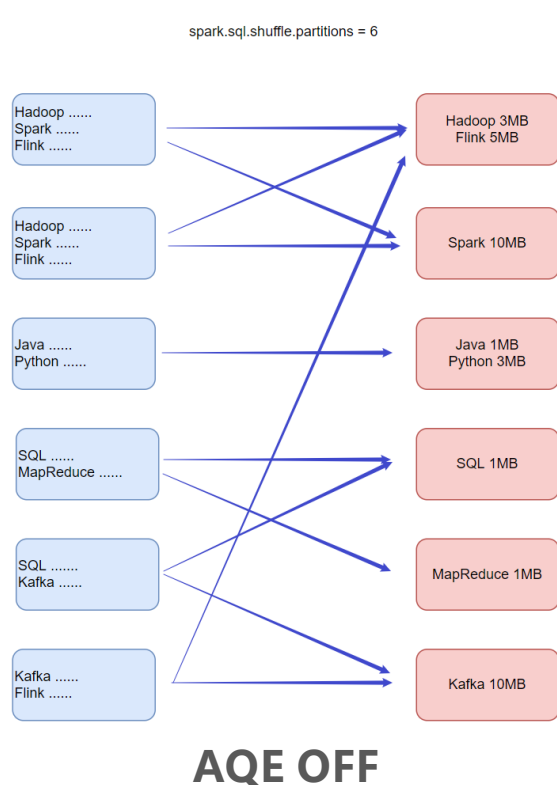 spark.sql.shuffle.partitions = 6
Hadoop ......
Spark ......
Flink ......
Hadoop 3MB
Flink 5MB
Hadoop ......
Spark ......
Flink ......
Spark 10MB
Java ......
Python ......
Java 1MB
Python 3MB
SQL ......
MapReduce ......
SQL 1MB
SQL .......
Kafka ......
MapReduce 1MB
Kafka ......
Flink ......
Kafka 10MB
AQE OFF